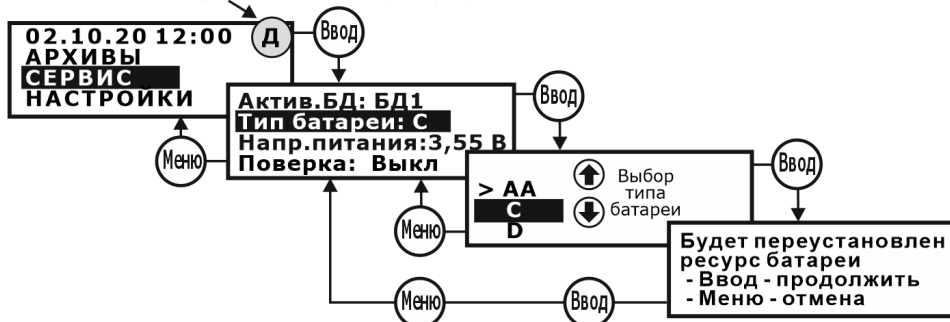 Д
Ввод
02.10.20 12:00
АРХИВЫ
СЕРВИС
НАСТРОЙКИ
Меню
Актив.БД: БД1
Тип батареи: С
Напр.питания:3,55 В
Поверка: Выкл
Ввод
> АА
С
D
Выбор
типа
батареи
Меню
Ввод
Будет переустановлен
ресурс батареи
- Ввод - продолжить
- Меню - отмена
Меню
Ввод